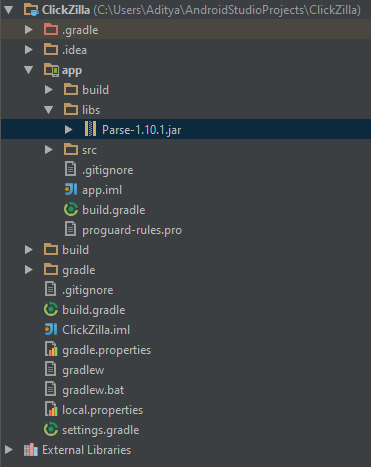 ClickZilla (C:\Users\Aditya\AndroidStudioProjects\ClickZilla)
.gradle
.idea
app
build
libs
Parse-1.10.1.jar
src
.gitignore
app.iml
build.gradle
proguard-rules.pro
build
gradle
.gitignore
build.gradle
ClickZilla.iml
gradle.properties
gradlew
gradlew.bat
local.properties
settings.gradle
External Libraries